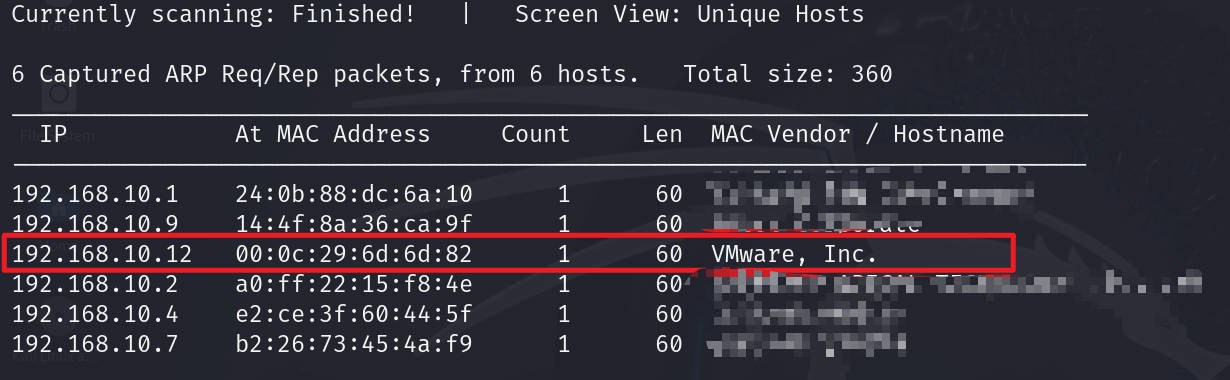 Currently scanning: Finished!   |   Screen View: Unique Hosts
6 Captured ARP Req/Rep packets, from 6 hosts.   Total size: 360
IP            At MAC Address     Count     Len  MAC Vendor / Hostname
192.168.10.1    24:0b:88:dc:6a:10      1      60
192.168.10.9    14:4f:8a:36:ca:9f      1      60
192.168.10.12   00:0c:29:6d:6d:82      1      60  VMware, Inc.
192.168.10.2    a0:ff:22:15:f8:4e      1      60
192.168.10.4    e2:ce:3f:60:44:5f      1      60
192.168.10.7    b2:26:73:45:4a:f9      1      60